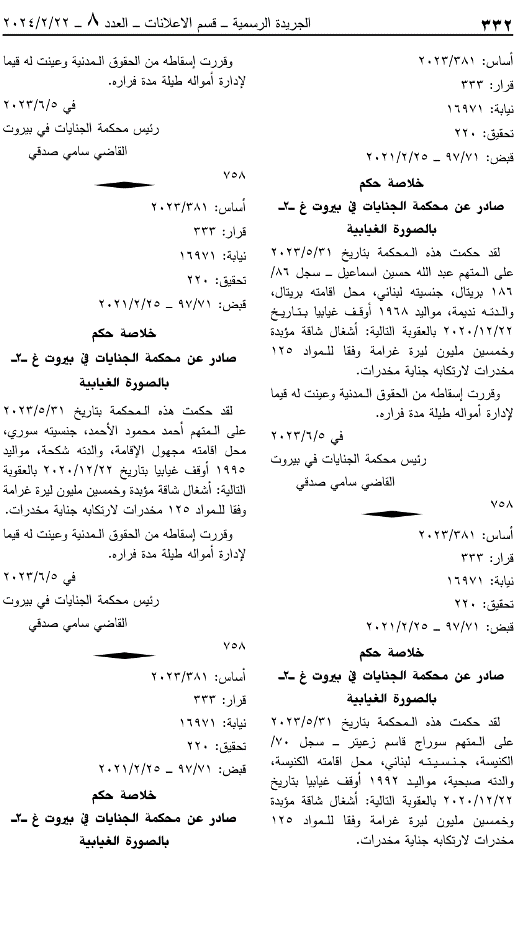 ٣٣٢
الجريدة الرسمية ــ قسم الاعلانات ــ العدد ٨ ــ ٢٠٢٤/٢/٢٢
أساس: ٢٠٢٣/٣٨١
قرار: ٣٣٣
نيابة: ١٦٩٧١
تحقيق: ٢٢٠
قبض: ٩٧/٧١ ــ ٢٠٢١/٢/٢٥
خلاصة حكم
صادر عن محكمة الجنايات في بيروت غ ـ٢ـ
بالصورة الغيابية
لقد حكمت هذه المحكمة بتاريخ ٢٠٢٣/٥/٣١
على المتهم عبد الله حسين اسماعيل ــ سجل ٨٦/
١٨٦ بريتال، جنسيته لبناني، محل اقامته بريتال،
والدته نديمة، مواليد ١٩٦٨ أوقف غيابيا بتاريخ
٢٠٢٠/١٢/٢٢ بالعقوبة التالية: أشغال شاقة مؤبدة
وخمسين مليون ليرة غرامة وفقا للمواد ١٢٥
مخدرات لارتكابه جناية مخدرات.
وقررت إسقاطه من الحقوق المدنية وعينت له قيما
لإدارة أمواله طيلة مدة فراره.
في ٢٠٢٣/٦/٥
رئيس محكمة الجنايات في بيروت
القاضي سامي صدقي
٧٥٨
أساس: ٢٠٢٣/٣٨١
قرار: ٣٣٣
نيابة: ١٦٩٧١
تحقيق: ٢٢٠
قبض: ٩٧/٧١ ــ ٢٠٢١/٢/٢٥
خلاصة حكم
صادر عن محكمة الجنايات في بيروت غ ـ٢ـ
بالصورة الغيابية
لقد حكمت هذه المحكمة بتاريخ ٢٠٢٣/٥/٣١
على المتهم سوراج قاسم زعيتر ــ سجل ٧٠/
الكنيسة، جنسيته لبناني، محل اقامته الكنيسة،
والدته صبحية، مواليد ١٩٩٢ أوقف غيابيا بتاريخ
٢٠٢٠/١٢/٢٢ بالعقوبة التالية: أشغال شاقة مؤبدة
وخمسين مليون ليرة غرامة وفقا للمواد ١٢٥
مخدرات لارتكابه جناية مخدرات.
وقررت إسقاطه من الحقوق المدنية وعينت له قيما
لإدارة أمواله طيلة مدة فراره.
في ٢٠٢٣/٦/٥
رئيس محكمة الجنايات في بيروت
القاضي سامي صدقي
٧٥٨
أساس: ٢٠٢٣/٣٨١
قرار: ٣٣٣
نيابة: ١٦٩٧١
تحقيق: ٢٢٠
قبض: ٩٧/٧١ ــ ٢٠٢١/٢/٢٥
خلاصة حكم
صادر عن محكمة الجنايات في بيروت غ ـ٢ـ
بالصورة الغيابية
لقد حكمت هذه المحكمة بتاريخ ٢٠٢٣/٥/٣١
على المتهم أحمد محمود الأحمد، جنسيته سوري،
محل اقامته مجهول الإقامة، والدته شكحة، مواليد
١٩٩٥ أوقف غيابيا بتاريخ ٢٠٢٠/١٢/٢٢ بالعقوبة
التالية: أشغال شاقة مؤبدة وخمسين مليون ليرة غرامة
وفقا للمواد ١٢٥ مخدرات لارتكابه جناية مخدرات.
وقررت إسقاطه من الحقوق المدنية وعينت له قيما
لإدارة أمواله طيلة مدة فراره.
في ٢٠٢٣/٦/٥
رئيس محكمة الجنايات في بيروت
القاضي سامي صدقي
٧٥٨
أساس: ٢٠٢٣/٣٨١
قرار: ٣٣٣
نيابة: ١٦٩٧١
تحقيق: ٢٢٠
قبض: ٩٧/٧١ ــ ٢٠٢١/٢/٢٥
خلاصة حكم
صادر عن محكمة الجنايات في بيروت غ ـ٢ـ
بالصورة الغيابية